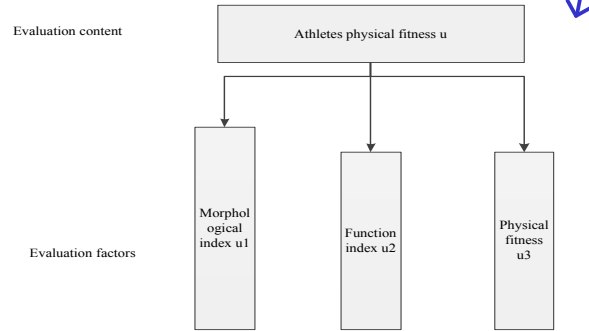 Evaluation content
Athletes physical fitness u
Morphol
ogical
index u1
Function
index u2
Physical
fitness
u3
Evaluation factors